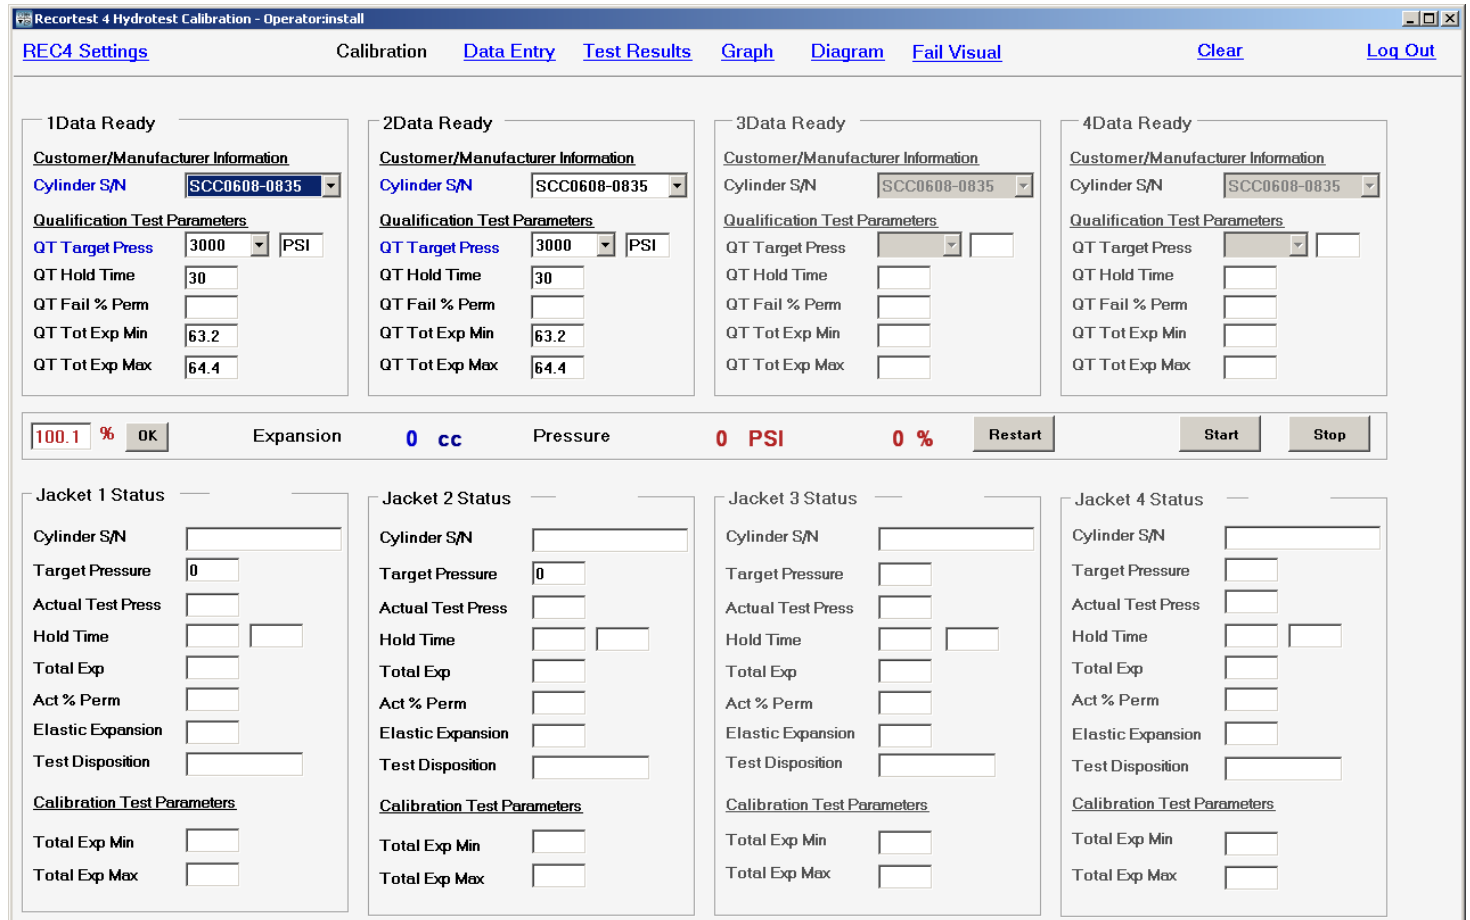 Recortest 4 Hydrotest Calibration - Operator:install
REC4 Settings Calibration Data Entry Test Results Graph Diagram Fail Visual Clear Log Out
1Data Ready
Customer/Manufacturer Information
Cylinder S/N SCC0608-0835
Qualification Test Parameters
QT Target Press 3000 PSI
QT Hold Time 30
QT Fail % Perm
QT Tot Exp Min 63.2
QT Tot Exp Max 64.4
2Data Ready
Customer/Manufacturer Information
Cylinder S/N SCC0608-0835
Qualification Test Parameters
QT Target Press 3000 PSI
QT Hold Time 30
QT Fail % Perm
QT Tot Exp Min 63.2
QT Tot Exp Max 64.4
3Data Ready
Customer/Manufacturer Information
Cylinder S/N SCC0608-0835
Qualification Test Parameters
QT Target Press
QT Hold Time
QT Fail % Perm
QT Tot Exp Min
QT Tot Exp Max
4Data Ready
Customer/Manufacturer Information
Cylinder S/N SCC0608-0835
Qualification Test Parameters
QT Target Press
QT Hold Time
QT Fail % Perm
QT Tot Exp Min
QT Tot Exp Max
100.1 % OK Expansion 0 cc Pressure 0 PSI 0 % Restart Start Stop
Jacket 1 Status
Cylinder S/N
Target Pressure 0
Actual Test Press
Hold Time
Total Exp
Act % Perm
Elastic Expansion
Test Disposition
Calibration Test Parameters
Total Exp Min
Total Exp Max
Jacket 2 Status
Cylinder S/N
Target Pressure 0
Actual Test Press
Hold Time
Total Exp
Act % Perm
Elastic Expansion
Test Disposition
Calibration Test Parameters
Total Exp Min
Total Exp Max
Jacket 3 Status
Cylinder S/N
Target Pressure
Actual Test Press
Hold Time
Total Exp
Act % Perm
Elastic Expansion
Test Disposition
Calibration Test Parameters
Total Exp Min
Total Exp Max
Jacket 4 Status
Cylinder S/N
Target Pressure
Actual Test Press
Hold Time
Total Exp
Act % Perm
Elastic Expansion
Test Disposition
Calibration Test Parameters
Total Exp Min
Total Exp Max